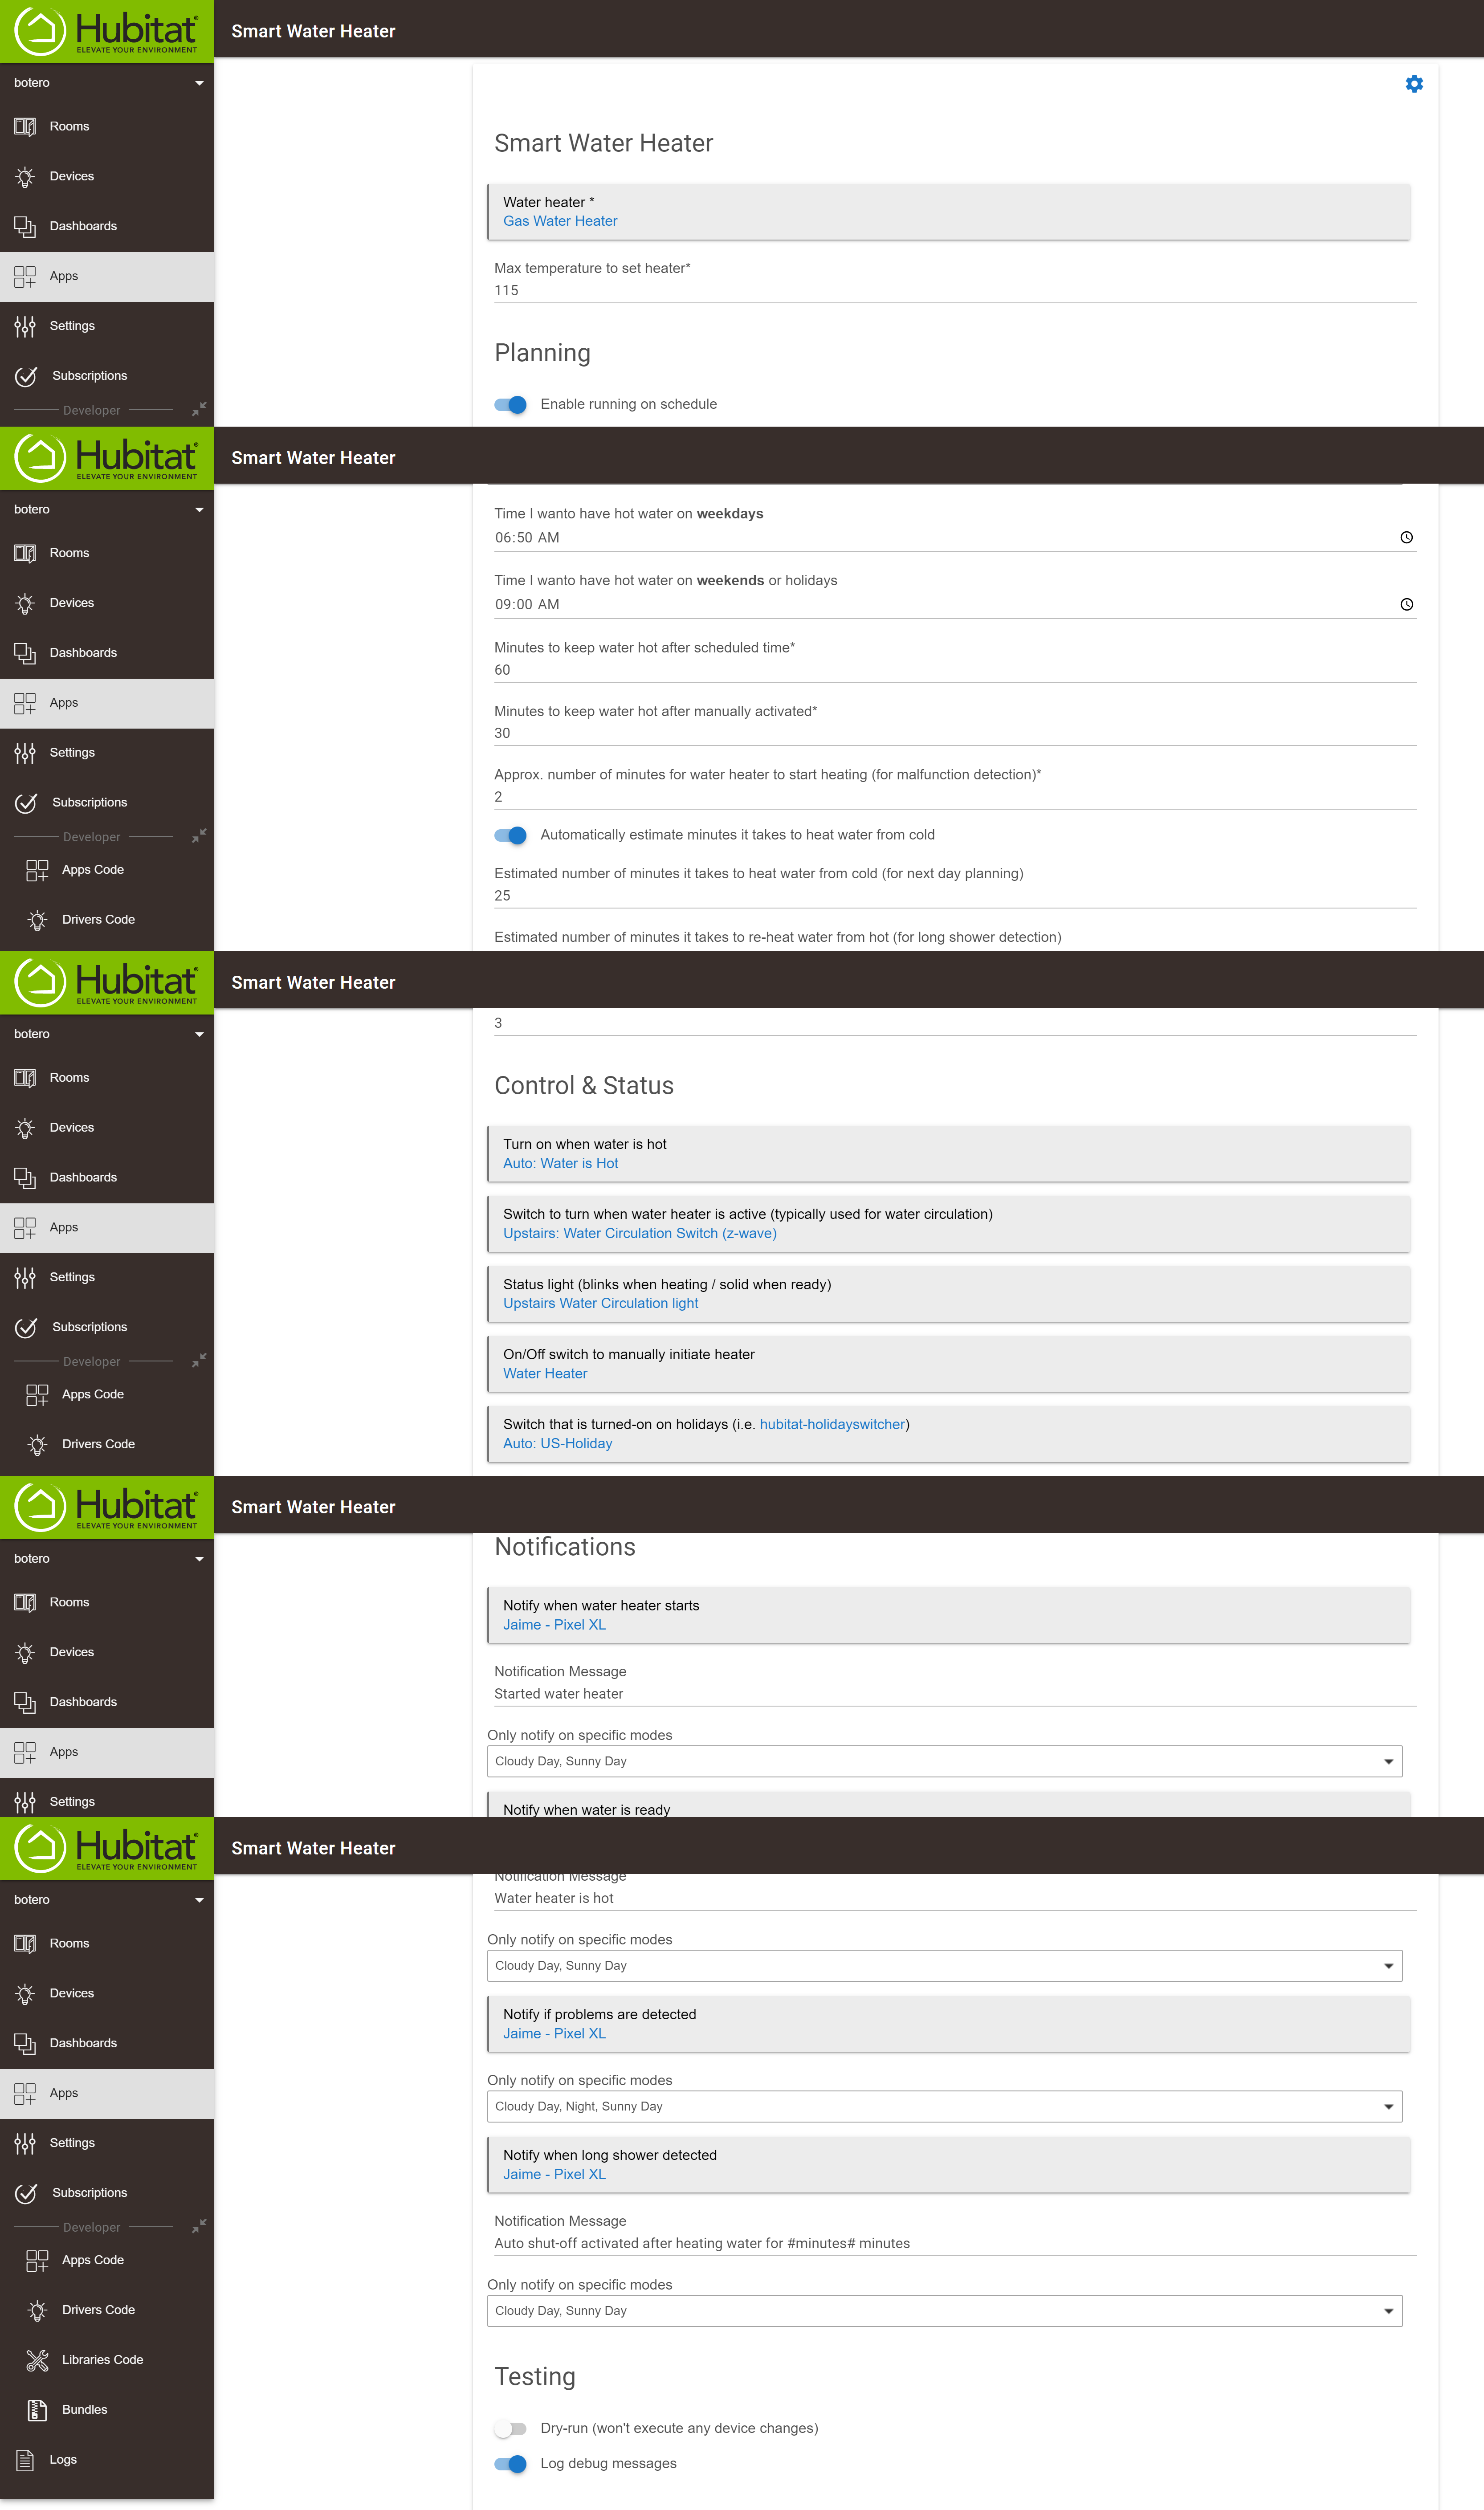 Hubitat®
ELEVATE YOUR ENVIRONMENT
Smart Water Heater
botero
Rooms
Devices
Dashboards
Apps
Settings
Subscriptions
Developer
Smart Water Heater
Water heater *
Gas Water Heater
Max temperature to set heater*
115
Planning
Enable running on schedule
Hubitat®
ELEVATE YOUR ENVIRONMENT
Smart Water Heater
botero
Rooms
Devices
Dashboards
Apps
Settings
Subscriptions
Developer
Apps Code
Drivers Code
Time I wanto have hot water on weekdays
06:50 AM
Time I wanto have hot water on weekends or holidays
09:00 AM
Minutes to keep water hot after scheduled time*
60
Minutes to keep water hot after manually activated*
30
Approx. number of minutes for water heater to start heating (for malfunction detection)*
2
Automatically estimate minutes it takes to heat water from cold
Estimated number of minutes it takes to heat water from cold (for next day planning)
25
Estimated number of minutes it takes to re-heat water from hot (for long shower detection)
Hubitat®
ELEVATE YOUR ENVIRONMENT
Smart Water Heater
botero
Rooms
Devices
Dashboards
Apps
Settings
Subscriptions
Developer
Apps Code
Drivers Code
3
Control & Status
Turn on when water is hot
Auto: Water is Hot
Switch to turn when water heater is active (typically used for water circulation)
Upstairs: Water Circulation Switch (z-wave)
Status light (blinks when heating / solid when ready)
Upstairs Water Circulation light
On/Off switch to manually initiate heater
Water Heater
Switch that is turned-on on holidays (i.e. hubitat-holidayswitcher)
Auto: US-Holiday
Hubitat®
ELEVATE YOUR ENVIRONMENT
Smart Water Heater
botero
Rooms
Devices
Dashboards
Apps
Settings
Notifications
Notify when water heater starts
Jaime - Pixel XL
Notification Message
Started water heater
Only notify on specific modes
Cloudy Day, Sunny Day
Notify when water is ready
Hubitat®
ELEVATE YOUR ENVIRONMENT
Smart Water Heater
botero
Rooms
Devices
Dashboards
Apps
Settings
Subscriptions
Developer
Apps Code
Drivers Code
Libraries Code
Bundles
Logs
Notification Message
Water heater is hot
Only notify on specific modes
Cloudy Day, Sunny Day
Notify if problems are detected
Jaime - Pixel XL
Only notify on specific modes
Cloudy Day, Night, Sunny Day
Notify when long shower detected
Jaime - Pixel XL
Notification Message
Auto shut-off activated after heating water for #minutes# minutes
Only notify on specific modes
Cloudy Day, Sunny Day
Testing
Dry-run (won't execute any device changes)
Log debug messages